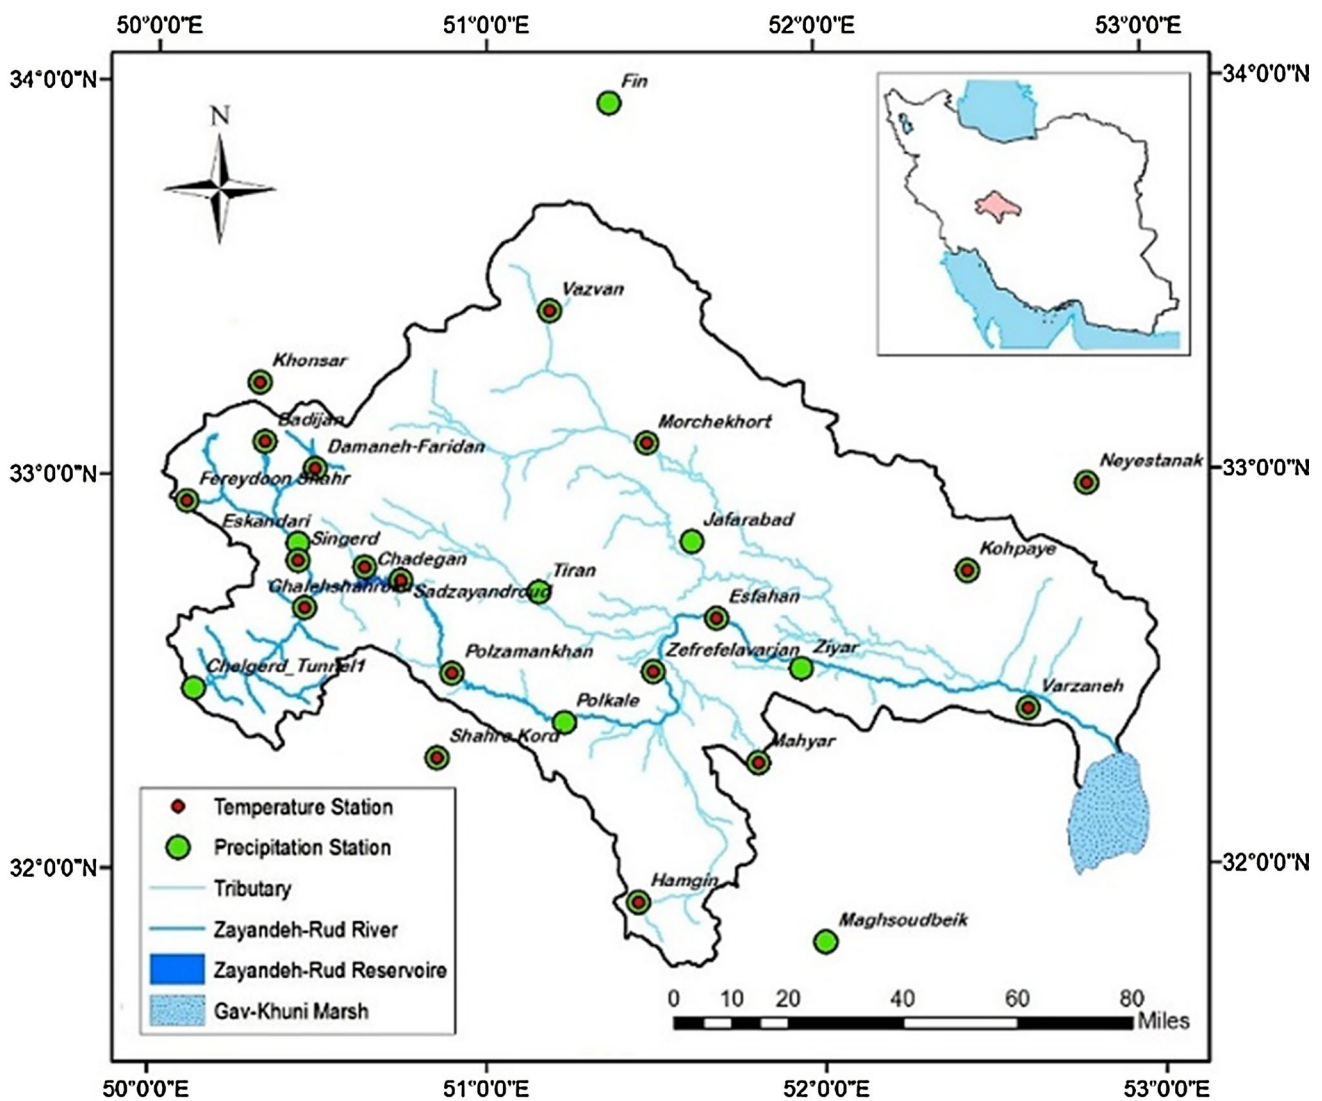 50°0'0"E 51°0'0"E 52°0'0"E 53°0'0"E
34°0'0"N 34°0'0"N
Fin
N
Vazvan
Khonsar
Badijan
Morchekhort
Damaneh-Faridan
33°0'0"N 33°0'0"N
Neyestanak
Fereydoon Shahr
Eskandari
Jafarabad
Singerd
Kohpaye
Chadegan
Tiran
Ghalehshahrokh
Sadzayandroud
Esfahan
Polzamankhan
Zefrefelavarjan
Ziyar
Chelgerd_Tunnel1
Varzaneh
Polkale
Shahre Kord
Mahyar
Temperature Station
Precipitation Station
32°0'0"N 32°0'0"N
Tributary
Hamgin
Maghsoudbeik
Zayandeh-Rud River
Zayandeh-Rud Reservoire
Gav-Khuni Marsh
0 10 20 40 60 80
Miles
50°0'0"E 51°0'0"E 52°0'0"E 53°0'0"E